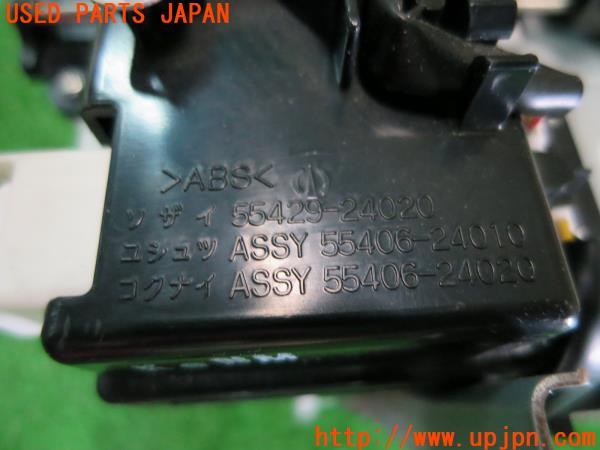 USED PARTS JAPAN
>ABS<
ソザイ 55429-24020
ユシュツ ASSY 55406-24010
コクナイ ASSY 55406-24020
http://www.upjpn.com/